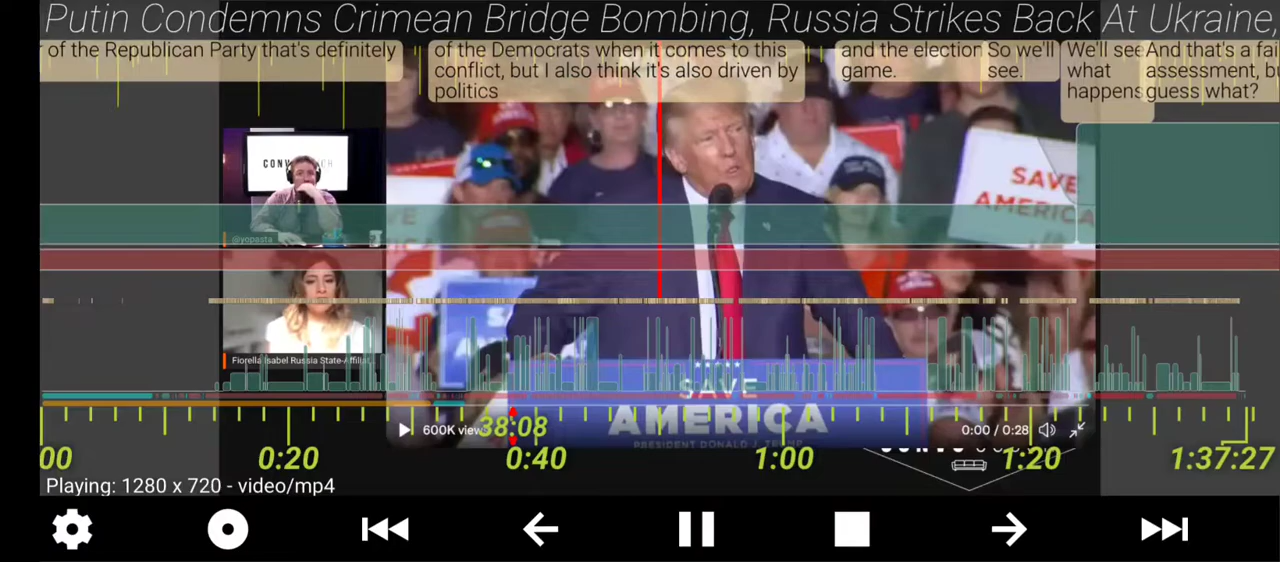 Putin Condemns Crimean Bridge Bombing, Russia Strikes Back At Ukraine,
of the Republican Party that's definitely
of the Democrats when it comes to this
conflict, but I also think it's also driven by
politics
and the election
game.
So we'll
see.
We'll see
what
happens
And that's a fai
assessment, bu
guess what?
@yopasta
SAVE
AMERICA
Fiorella Isabel Russia State-Affiliat...
SAVE
AMERICA
PRESIDENT DONALD J. TRUMP
600K view
38:08
0:00 / 0:28
00
0:20
0:40
1:00
1:20
1:37:27
Playing: 1280 x 720 - video/mp4